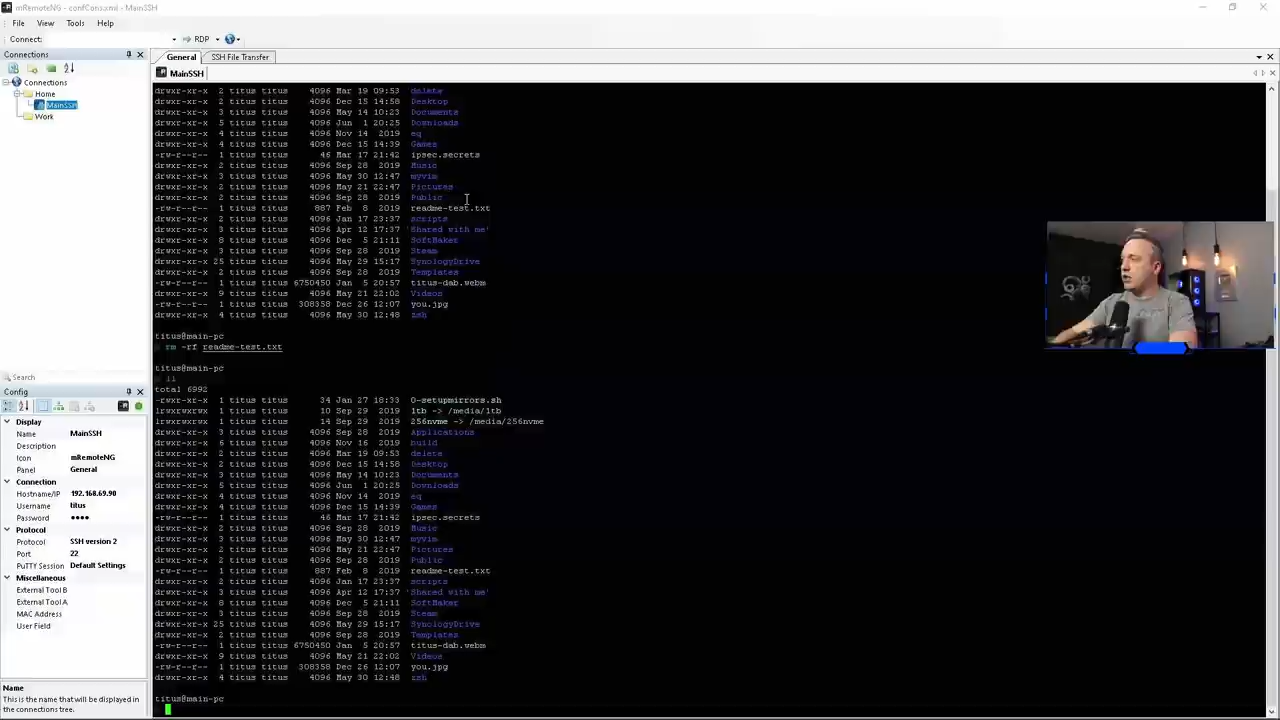 mRemoteNG - confCons.xml - MainSSH
File View Tools Help
Connect: RDP
Connections
General SSH File Transfer
MainSSH
Connections
Home
MainSSH
Work
drwxr-xr-x 2 titus titus 4096 Mar 19 09:53 delete
drwxr-xr-x 2 titus titus 4096 Dec 15 14:58 Desktop
drwxr-xr-x 3 titus titus 4096 May 14 10:23 Documents
drwxr-xr-x 5 titus titus 4096 Jun 1 20:25 Downloads
drwxr-xr-x 4 titus titus 4096 Nov 14 2019 eq
drwxr-xr-x 4 titus titus 4096 Dec 15 14:39 Games
-rw-r--r-- 1 titus titus 46 Mar 17 21:42 ipsec.secrets
drwxr-xr-x 2 titus titus 4096 Sep 28 2019 Music
drwxr-xr-x 3 titus titus 4096 May 30 12:47 myvim
drwxr-xr-x 2 titus titus 4096 May 21 22:47 Pictures
drwxr-xr-x 2 titus titus 4096 Sep 28 2019 Public
-rw-r--r-- 1 titus titus 887 Feb 8 2019 readme-test.txt
drwxr-xr-x 2 titus titus 4096 Jan 17 23:37 scripts
drwxr-xr-x 3 titus titus 4096 Apr 12 17:37 'Shared with me'
drwxr-xr-x 8 titus titus 4096 Dec 5 21:11 SoftMaker
drwxr-xr-x 3 titus titus 4096 Sep 28 2019 Steam
drwxr-xr-x 25 titus titus 4096 May 29 15:17 SynologyDrive
drwxr-xr-x 2 titus titus 4096 Sep 28 2019 Templates
-rw-r--r-- 1 titus titus 6750450 Jan 5 20:57 titus-dab.webm
drwxr-xr-x 9 titus titus 4096 May 21 22:02 Videos
-rw-r--r-- 1 titus titus 308358 Dec 26 12:07 you.jpg
drwxr-xr-x 4 titus titus 4096 May 30 12:48 zsh
titus@main-pc
rm -rf readme-test.txt
titus@main-pc
ll
total 6992
-rwxr-xr-x 1 titus titus 34 Jan 27 18:33 0-setupmirrors.sh
lrwxrwxrwx 1 titus titus 10 Sep 29 2019 1tb -> /media/1tb
lrwxrwxrwx 1 titus titus 14 Sep 29 2019 256nvme -> /media/256nvme
drwxr-xr-x 3 titus titus 4096 Mar 18 17:36 Applications
drwxr-xr-x 6 titus titus 4096 Nov 16 2019 build
drwxr-xr-x 2 titus titus 4096 Mar 19 09:53 delete
drwxr-xr-x 2 titus titus 4096 Dec 15 14:58 Desktop
drwxr-xr-x 3 titus titus 4096 May 14 10:23 Documents
drwxr-xr-x 5 titus titus 4096 Jun 1 20:25 Downloads
drwxr-xr-x 4 titus titus 4096 Nov 14 2019 eq
drwxr-xr-x 4 titus titus 4096 Dec 15 14:39 Games
-rw-r--r-- 1 titus titus 46 Mar 17 21:42 ipsec.secrets
drwxr-xr-x 2 titus titus 4096 Sep 28 2019 Music
drwxr-xr-x 3 titus titus 4096 May 30 12:47 myvim
drwxr-xr-x 2 titus titus 4096 May 21 22:47 Pictures
drwxr-xr-x 2 titus titus 4096 Sep 28 2019 Public
-rw-r--r-- 1 titus titus 887 Feb 8 2019 readme-test.txt
drwxr-xr-x 2 titus titus 4096 Jan 17 23:37 scripts
drwxr-xr-x 3 titus titus 4096 Apr 12 17:37 'Shared with me'
drwxr-xr-x 8 titus titus 4096 Dec 5 21:11 SoftMaker
drwxr-xr-x 3 titus titus 4096 Sep 28 2019 Steam
drwxr-xr-x 25 titus titus 4096 May 29 15:17 SynologyDrive
drwxr-xr-x 2 titus titus 4096 Sep 28 2019 Templates
-rw-r--r-- 1 titus titus 6750450 Jan 5 20:57 titus-dab.webm
drwxr-xr-x 9 titus titus 4096 May 21 22:02 Videos
-rw-r--r-- 1 titus titus 308358 Dec 26 12:07 you.jpg
drwxr-xr-x 4 titus titus 4096 May 30 12:48 zsh
titus@main-pc
Search
Config
Display
Name MainSSH
Description
Icon mRemoteNG
Panel General
Connection
Hostname/IP 192.168.69.90
Username titus
Password ●●●●
Protocol
Protocol SSH version 2
Port 22
PuTTY Session Default Settings
Miscellaneous
External Tool B
External Tool A
MAC Address
User Field
Name
This is the name that will be displayed in
the connections tree.